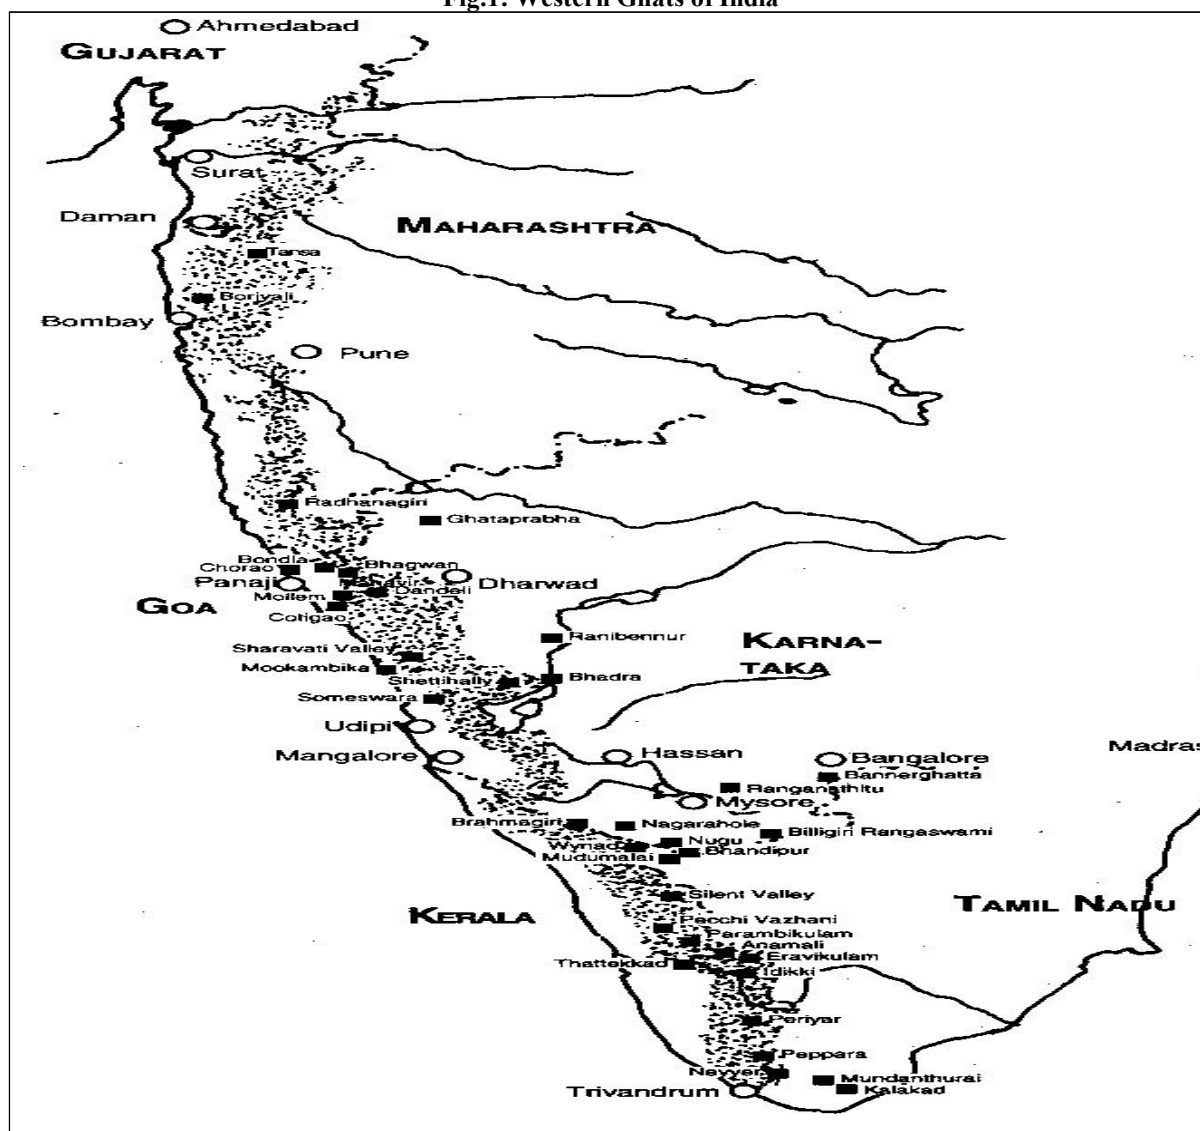 Fig.1: Western Ghats of India
Ahmedabad
GUJARAT
Surat
Daman
MAHARASHTRA
Tansa
Borivali
Bombay
Pune
Radhanagiri
Ghataprabha
Bondla
Chorao
Bhagwan
Mahavir
Panaji
Dharwad
Dandeli
Mollem
GOA
Cotigao
Ranibennur
KARNA-
TAKA
Sharavati Valley
Mookambika
Shettihally
Bhadra
Someswara
Udipi
Mangalore
Hassan
Bangalore
Madras
Bannerghatta
Ranganathitu
Mysore
Brahmagiri
Nagarahole
Billigiri Rangaswami
Nugu
Wynad
Bhandipur
Mudumalai
Silent Valley
KERALA
TAMIL NADU
Pecchi Vazhani
Parambikulam
Anamali
Eravikulam
Thattekkad
Idikki
Periyar
Peppara
Neyyer
Mundanthurai
Kalakad
Trivandrum